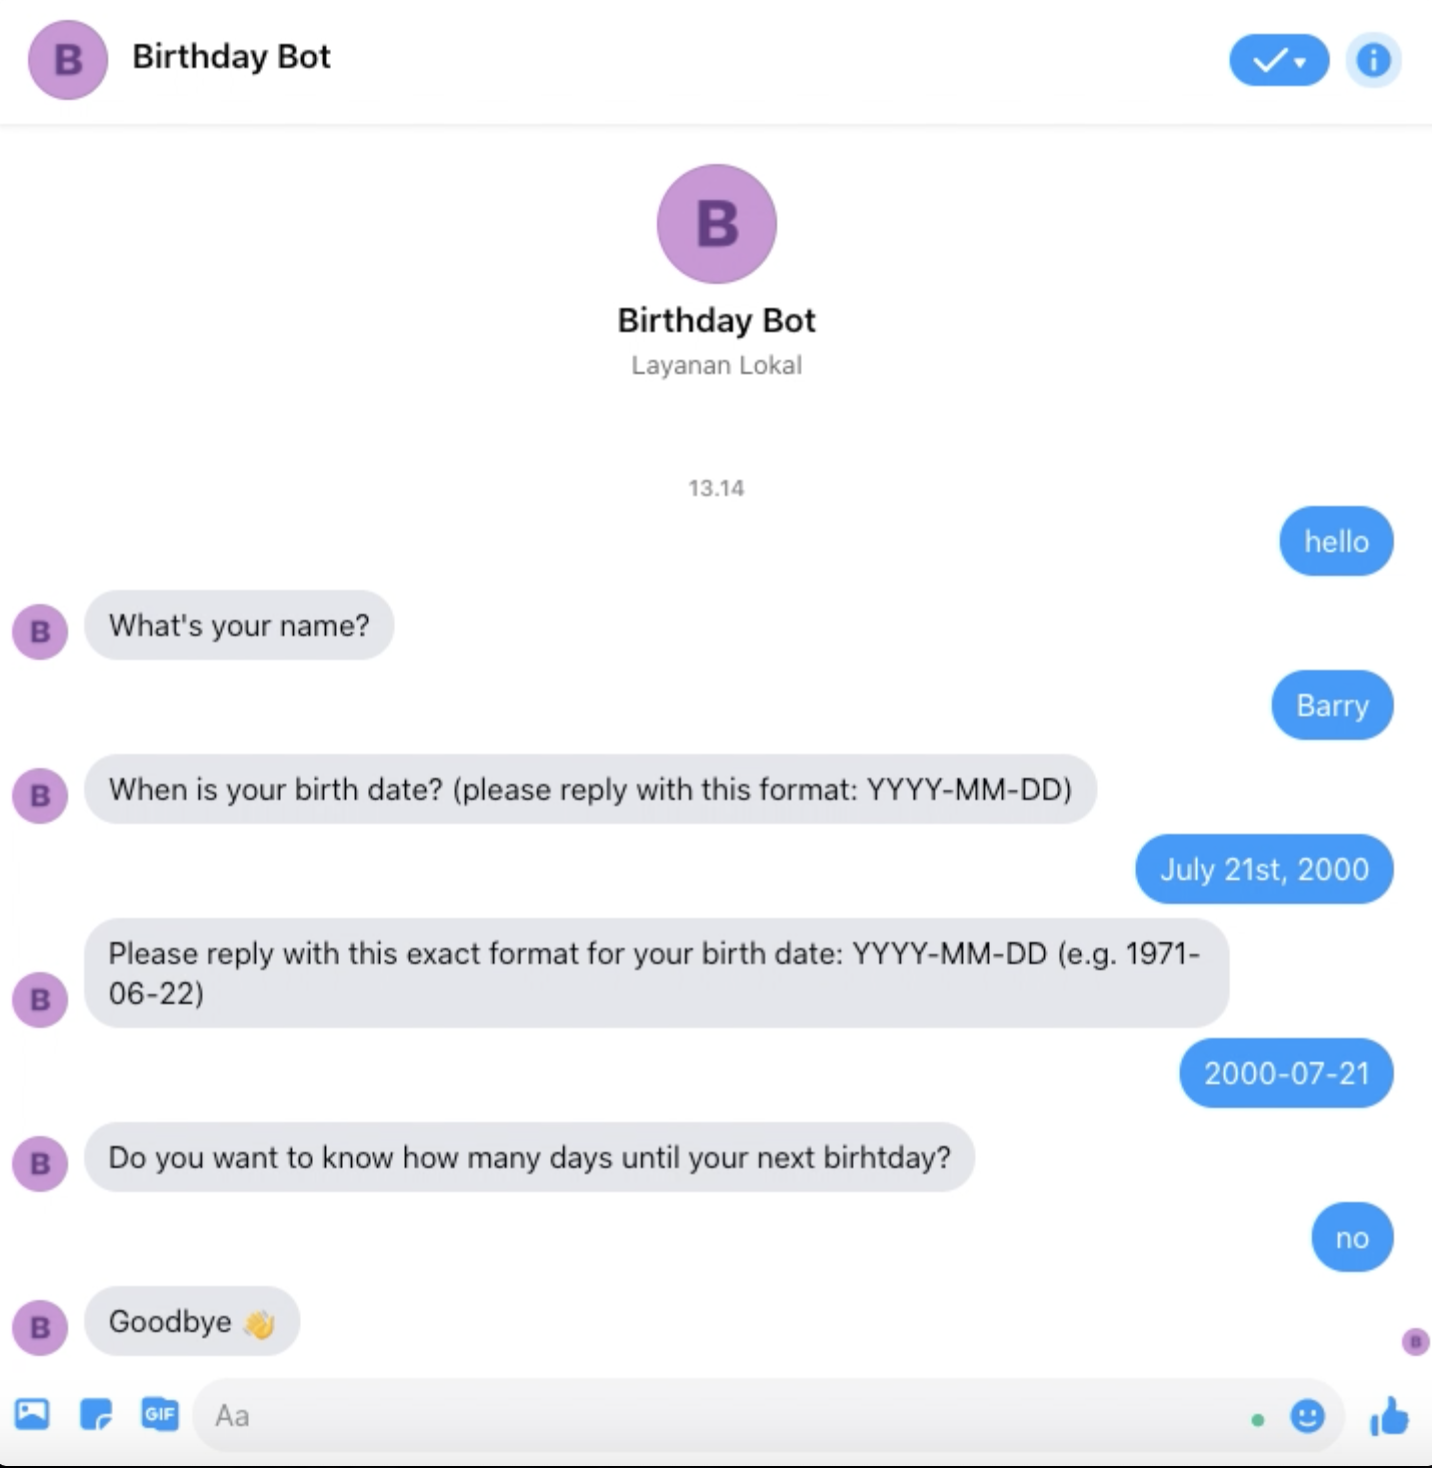 B Birthday Bot
B
Birthday Bot
Layanan Lokal
13.14
hello
B What's your name?
Barry
B When is your birth date? (please reply with this format: YYYY-MM-DD)
July 21st, 2000
Please reply with this exact format for your birth date: YYYY-MM-DD (e.g. 1971-
B 06-22)
2000-07-21
B Do you want to know how many days until your next birhtday?
no
B Goodbye 👋
B
GIF Aa